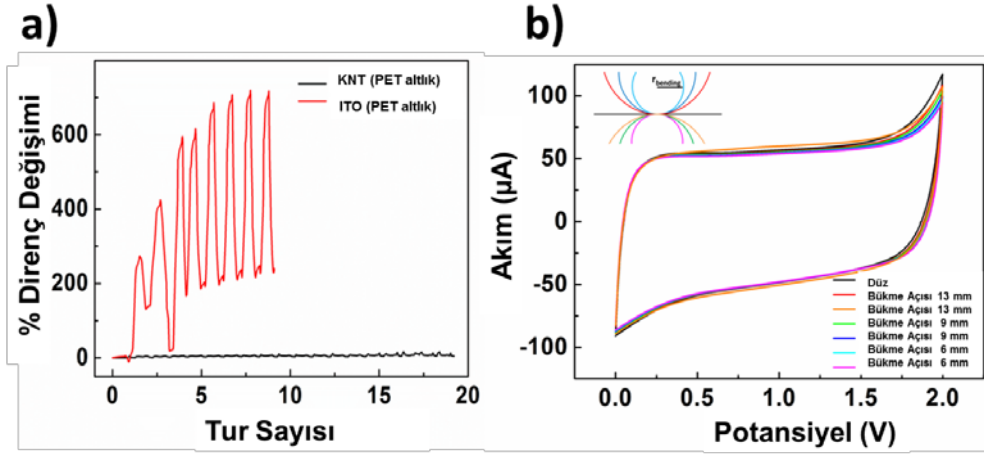 a)
% Direnç Değişimi
600
400
200
0
KNT (PET altlık)
ITO (PET altlık)
0
5
10
15
20
Tur Sayısı
b)
Akım (µA)
100
50
0
-50
-100
rbending
Düz
Bükme Açısı 13 mm
Bükme Açısı 13 mm
Bükme Açısı 9 mm
Bükme Açısı 9 mm
Bükme Açısı 6 mm
Bükme Açısı 6 mm
0.0
0.5
1.0
1.5
2.0
Potansiyel (V)